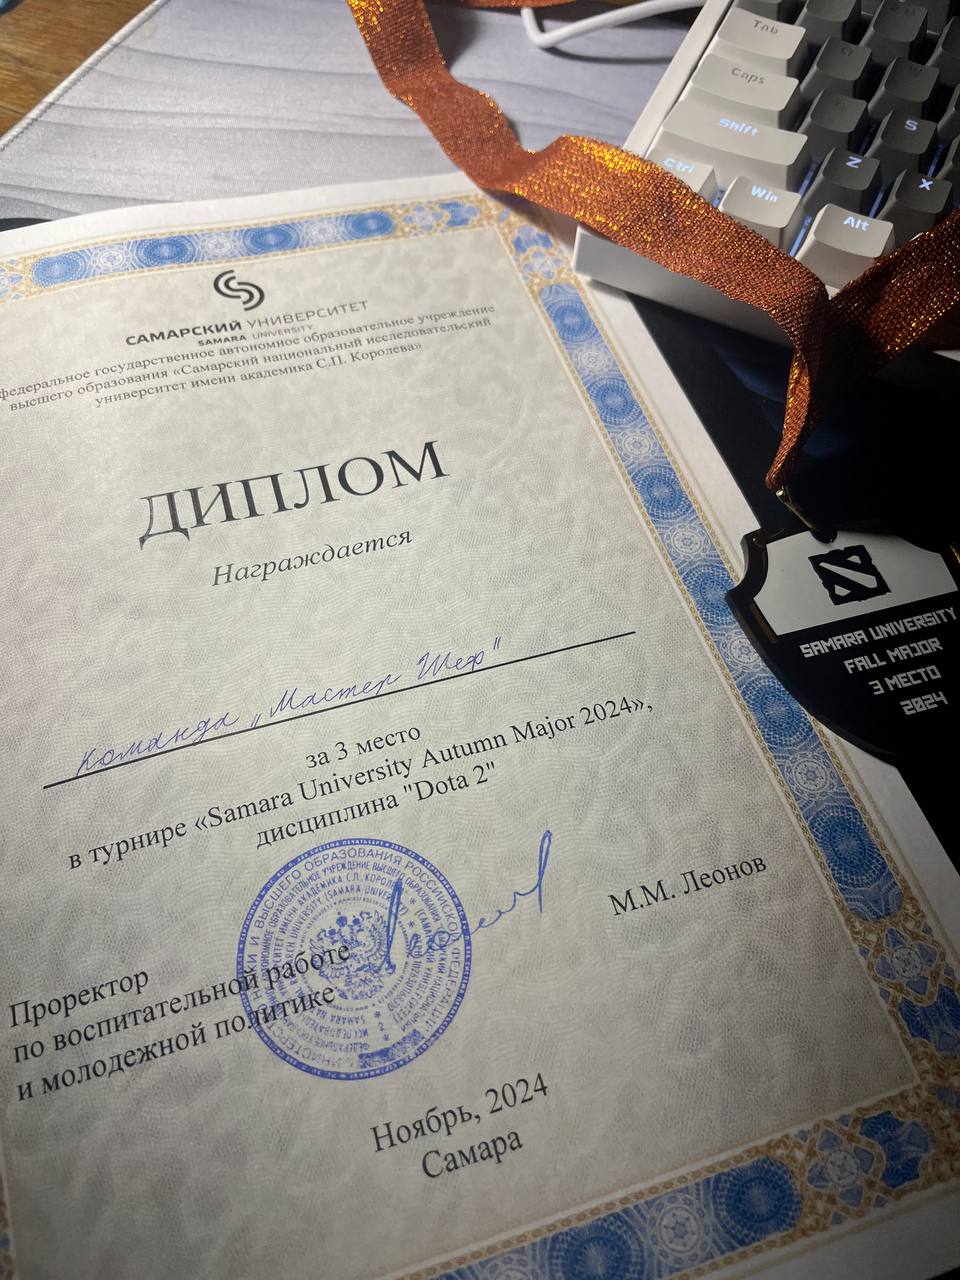 САМАРСКИЙ УНИВЕРСИТЕТ
SAMARA UNIVERSITY
федеральное государственное автономное образовательное учреждение
высшего образования «Самарский национальный исследовательский
университет имени академика С.П. Королева»
ДИПЛОМ
Награждается
команда „Мастер Шеф"
за 3 место
в турнире «Samara University Autumn Major 2024»,
дисциплина "Dota 2"
Проректор
по воспитательной работе
и молодежной политике
М.М. Леонов
Ноябрь, 2024
Самара
SAMARA UNIVERSITY
FALL MAJOR
3 МЕСТО
2024
Tab
Caps
Shift
Ctrl
Win
Alt
S
Z
X